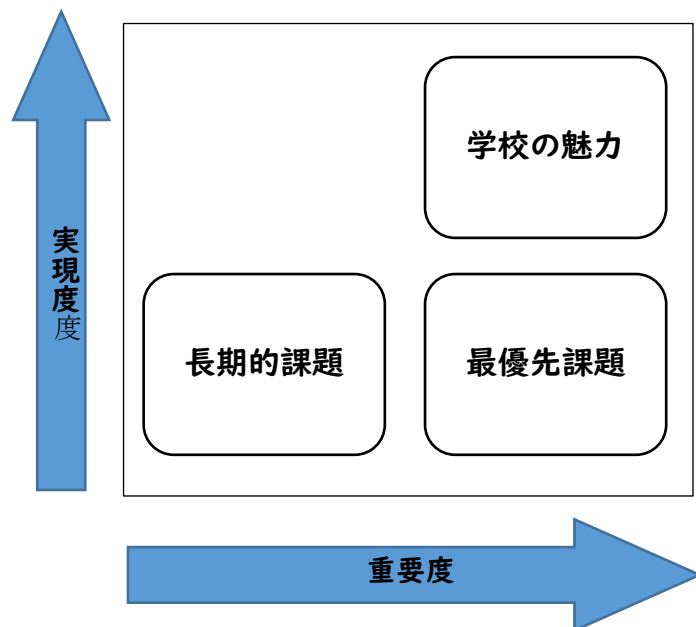 学校の魅力
実現度度
長期的課題
最優先課題
重要度